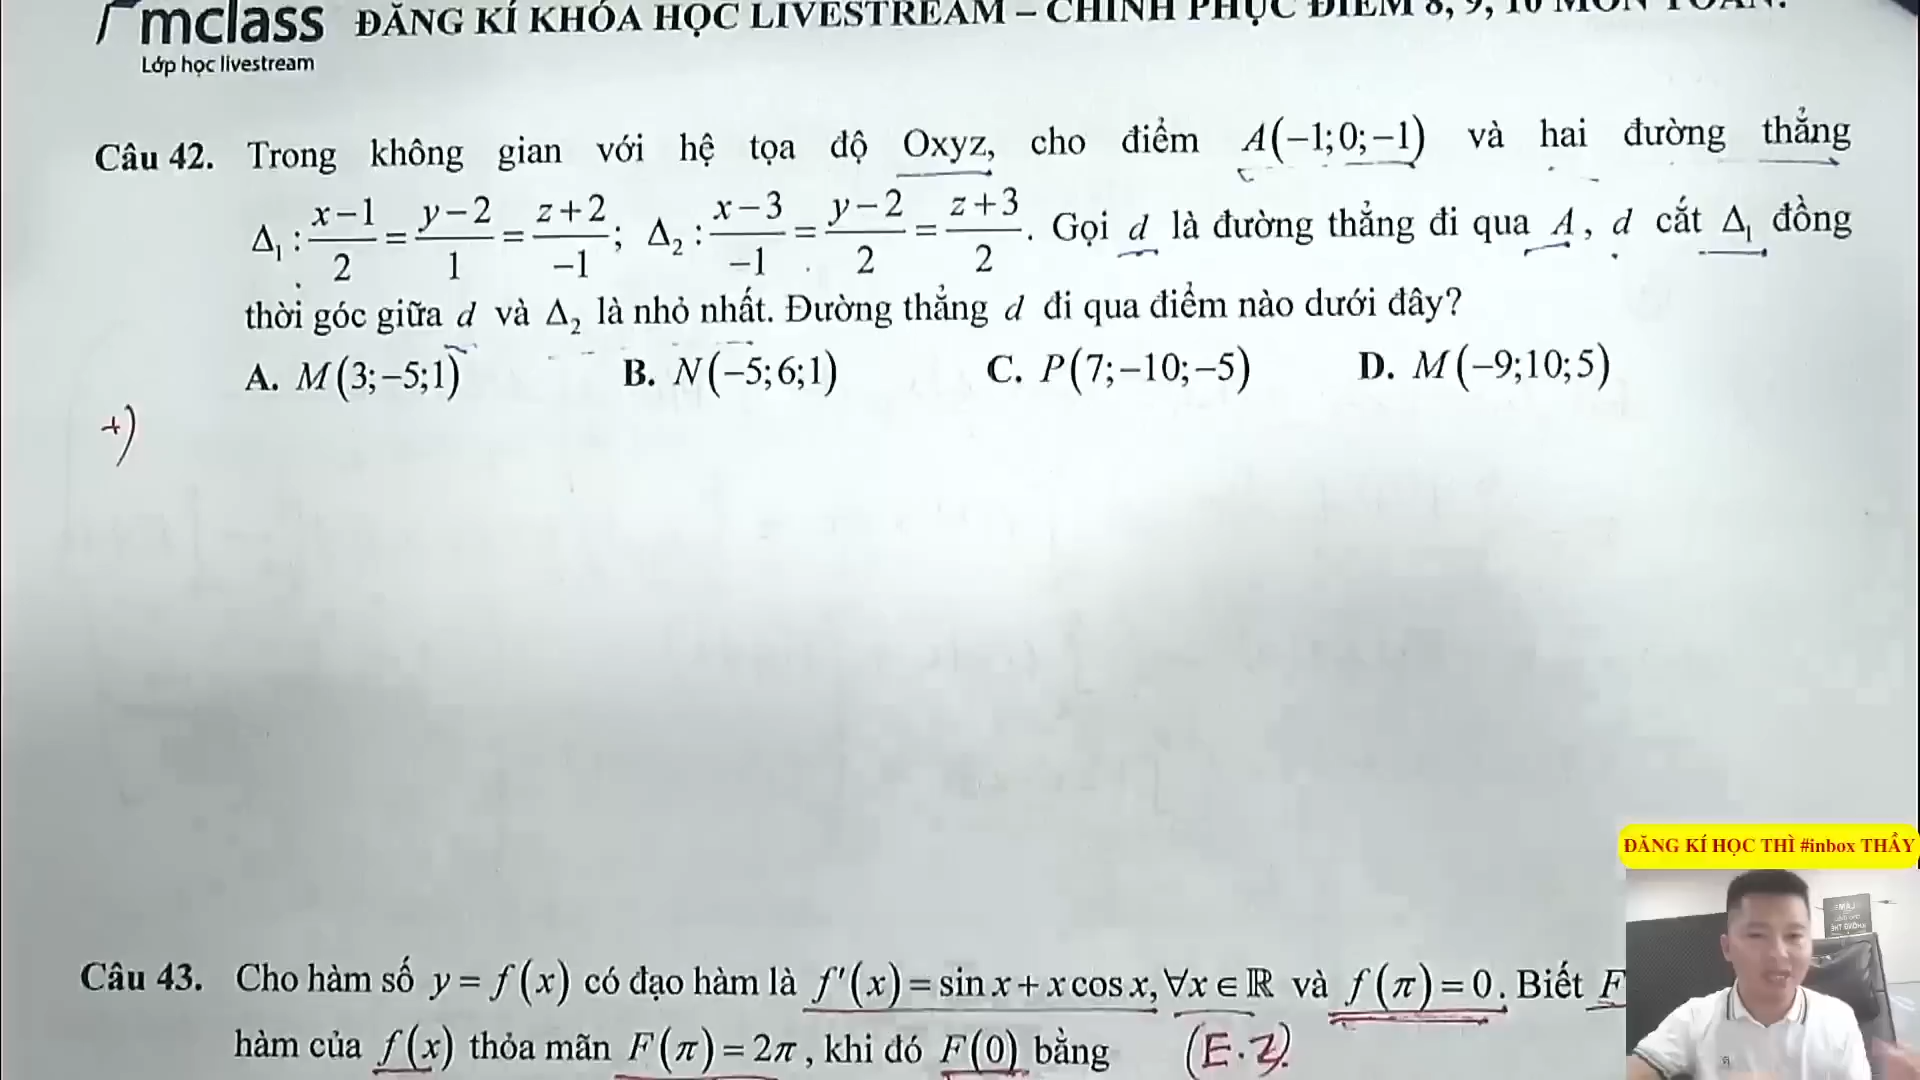 mclass ĐĂNG KÍ KHÓA HỌC LIVESTREAM – CHINH PHỤC ĐIỂM 8, 9, 10 MÔN TOÁN.
Lớp học livestream
Câu 42. Trong không gian với hệ tọa độ Oxyz, cho điểm A(−1;0;−1) và hai đường thẳng
Δ₁ : (x−1)/2 = (y−2)/1 = (z+2)/−1; Δ₂ : (x−3)/−1 = (y−2)/2 = (z+3)/2. Gọi d là đường thẳng đi qua A, d cắt Δ₁ đồng
thời góc giữa d và Δ₂ là nhỏ nhất. Đường thẳng d đi qua điểm nào dưới đây?
A. M(3;−5;1) B. N(−5;6;1) C. P(7;−10;−5) D. M(−9;10;5)
+)
ĐĂNG KÍ HỌC THÌ #inbox THẦY
Câu 43. Cho hàm số y = f(x) có đạo hàm là f'(x) = sin x + x cos x, ∀x ∈ ℝ và f(π) = 0. Biết F
hàm của f(x) thỏa mãn F(π) = 2π, khi đó F(0) bằng